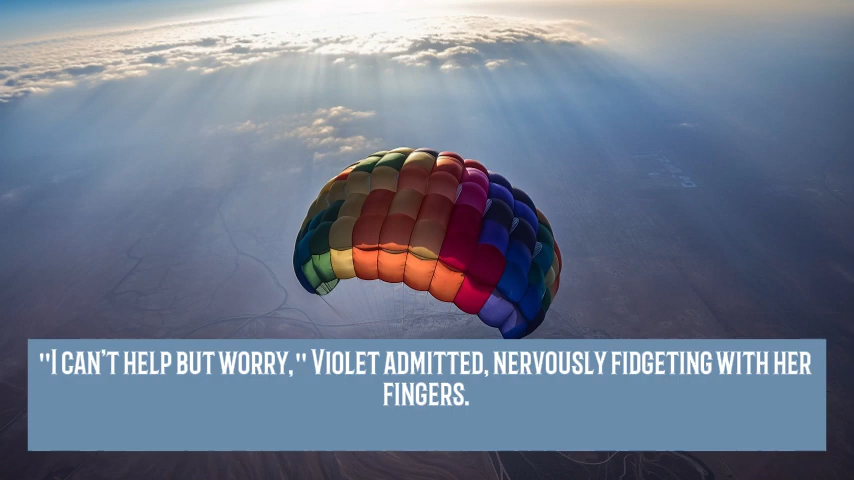 "I can’t help but worry," Violet admitted, nervously fidgeting with her
fingers.